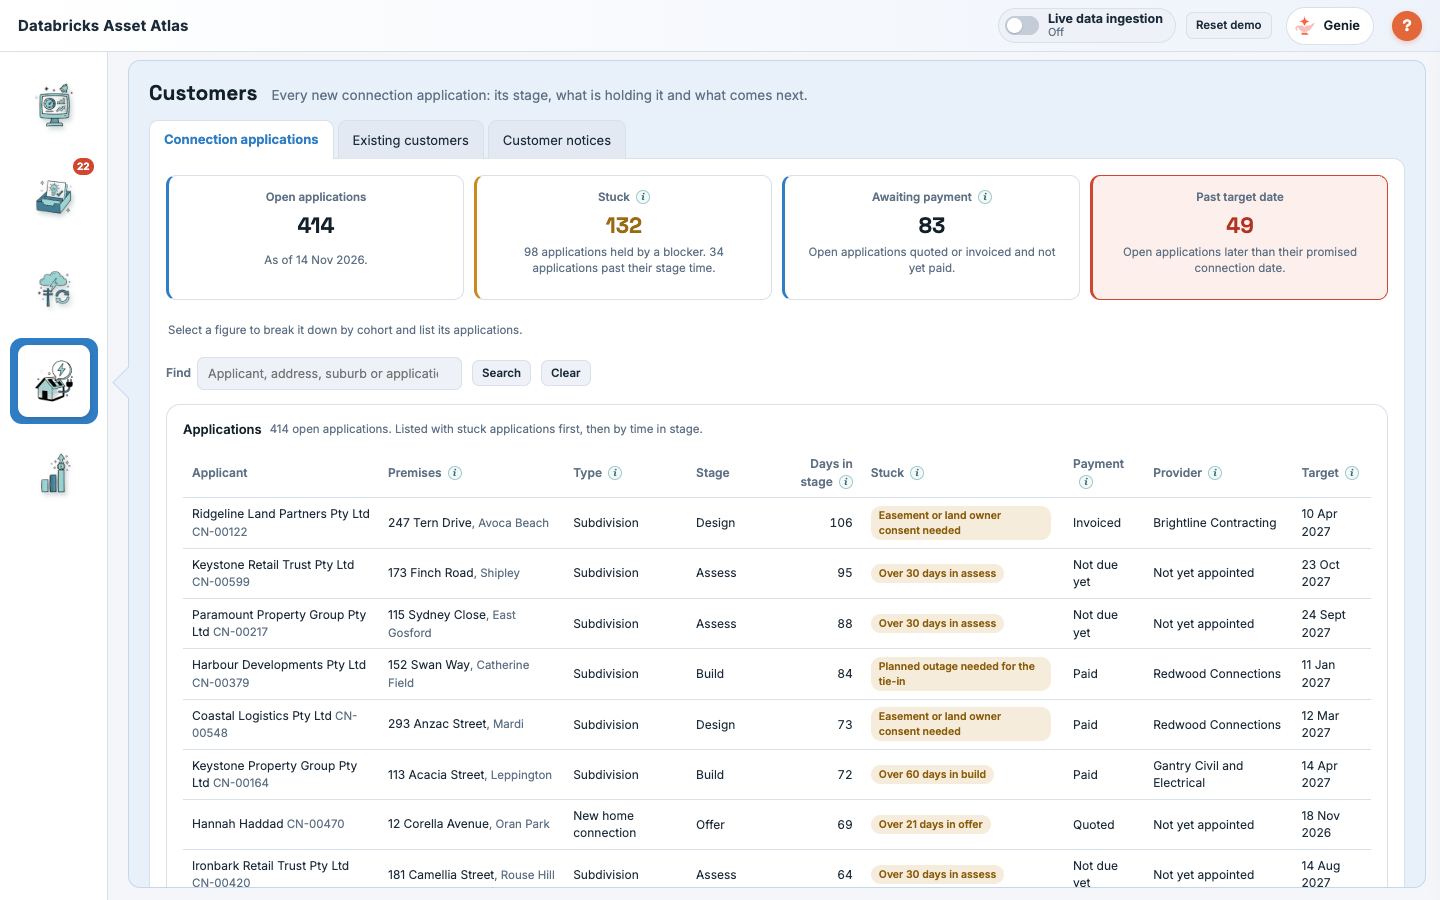 Databricks Asset Atlas
Live data ingestion
Off
Reset demo
Genie
?
22
Customers
Every new connection application: its stage, what is holding it and what comes next.
Connection applications
Existing customers
Customer notices
Open applications
414
As of 14 Nov 2026.
Stuck i
132
98 applications held by a blocker. 34
applications past their stage time.
Awaiting payment i
83
Open applications quoted or invoiced and not
yet paid.
Past target date
49
Open applications later than their promised
connection date.
Select a figure to break it down by cohort and list its applications.
Find
Applicant, address, suburb or applicati
Search
Clear
Applications 414 open applications. Listed with stuck applications first, then by time in stage.
Applicant
Premises i
Type i
Stage
Days in
stage i
Stuck i
Payment
i
Provider i
Target i
Ridgeline Land Partners Pty Ltd
CN-00122
247 Tern Drive, Avoca Beach
Subdivision
Design
106
Easement or land owner
consent needed
Invoiced
Brightline Contracting
10 Apr
2027
Keystone Retail Trust Pty Ltd
CN-00599
173 Finch Road, Shipley
Subdivision
Assess
95
Over 30 days in assess
Not due
yet
Not yet appointed
23 Oct
2027
Paramount Property Group Pty
Ltd CN-00217
115 Sydney Close, East
Gosford
Subdivision
Assess
88
Over 30 days in assess
Not due
yet
Not yet appointed
24 Sept
2027
Harbour Developments Pty Ltd
CN-00379
152 Swan Way, Catherine
Field
Subdivision
Build
84
Planned outage needed for the
tie-in
Paid
Redwood Connections
11 Jan
2027
Coastal Logistics Pty Ltd CN-
00548
293 Anzac Street, Mardi
Subdivision
Design
73
Easement or land owner
consent needed
Paid
Redwood Connections
12 Mar
2027
Keystone Property Group Pty
Ltd CN-00164
113 Acacia Street, Leppington
Subdivision
Build
72
Over 60 days in build
Paid
Gantry Civil and
Electrical
14 Apr
2027
Hannah Haddad CN-00470
12 Corella Avenue, Oran Park
New home
connection
Offer
69
Over 21 days in offer
Quoted
Not yet appointed
18 Nov
2026
Ironbark Retail Trust Pty Ltd
CN-00420
181 Camellia Street, Rouse Hill
Subdivision
Assess
64
Over 30 days in assess
Not due
yet
Not yet appointed
14 Aug
2027